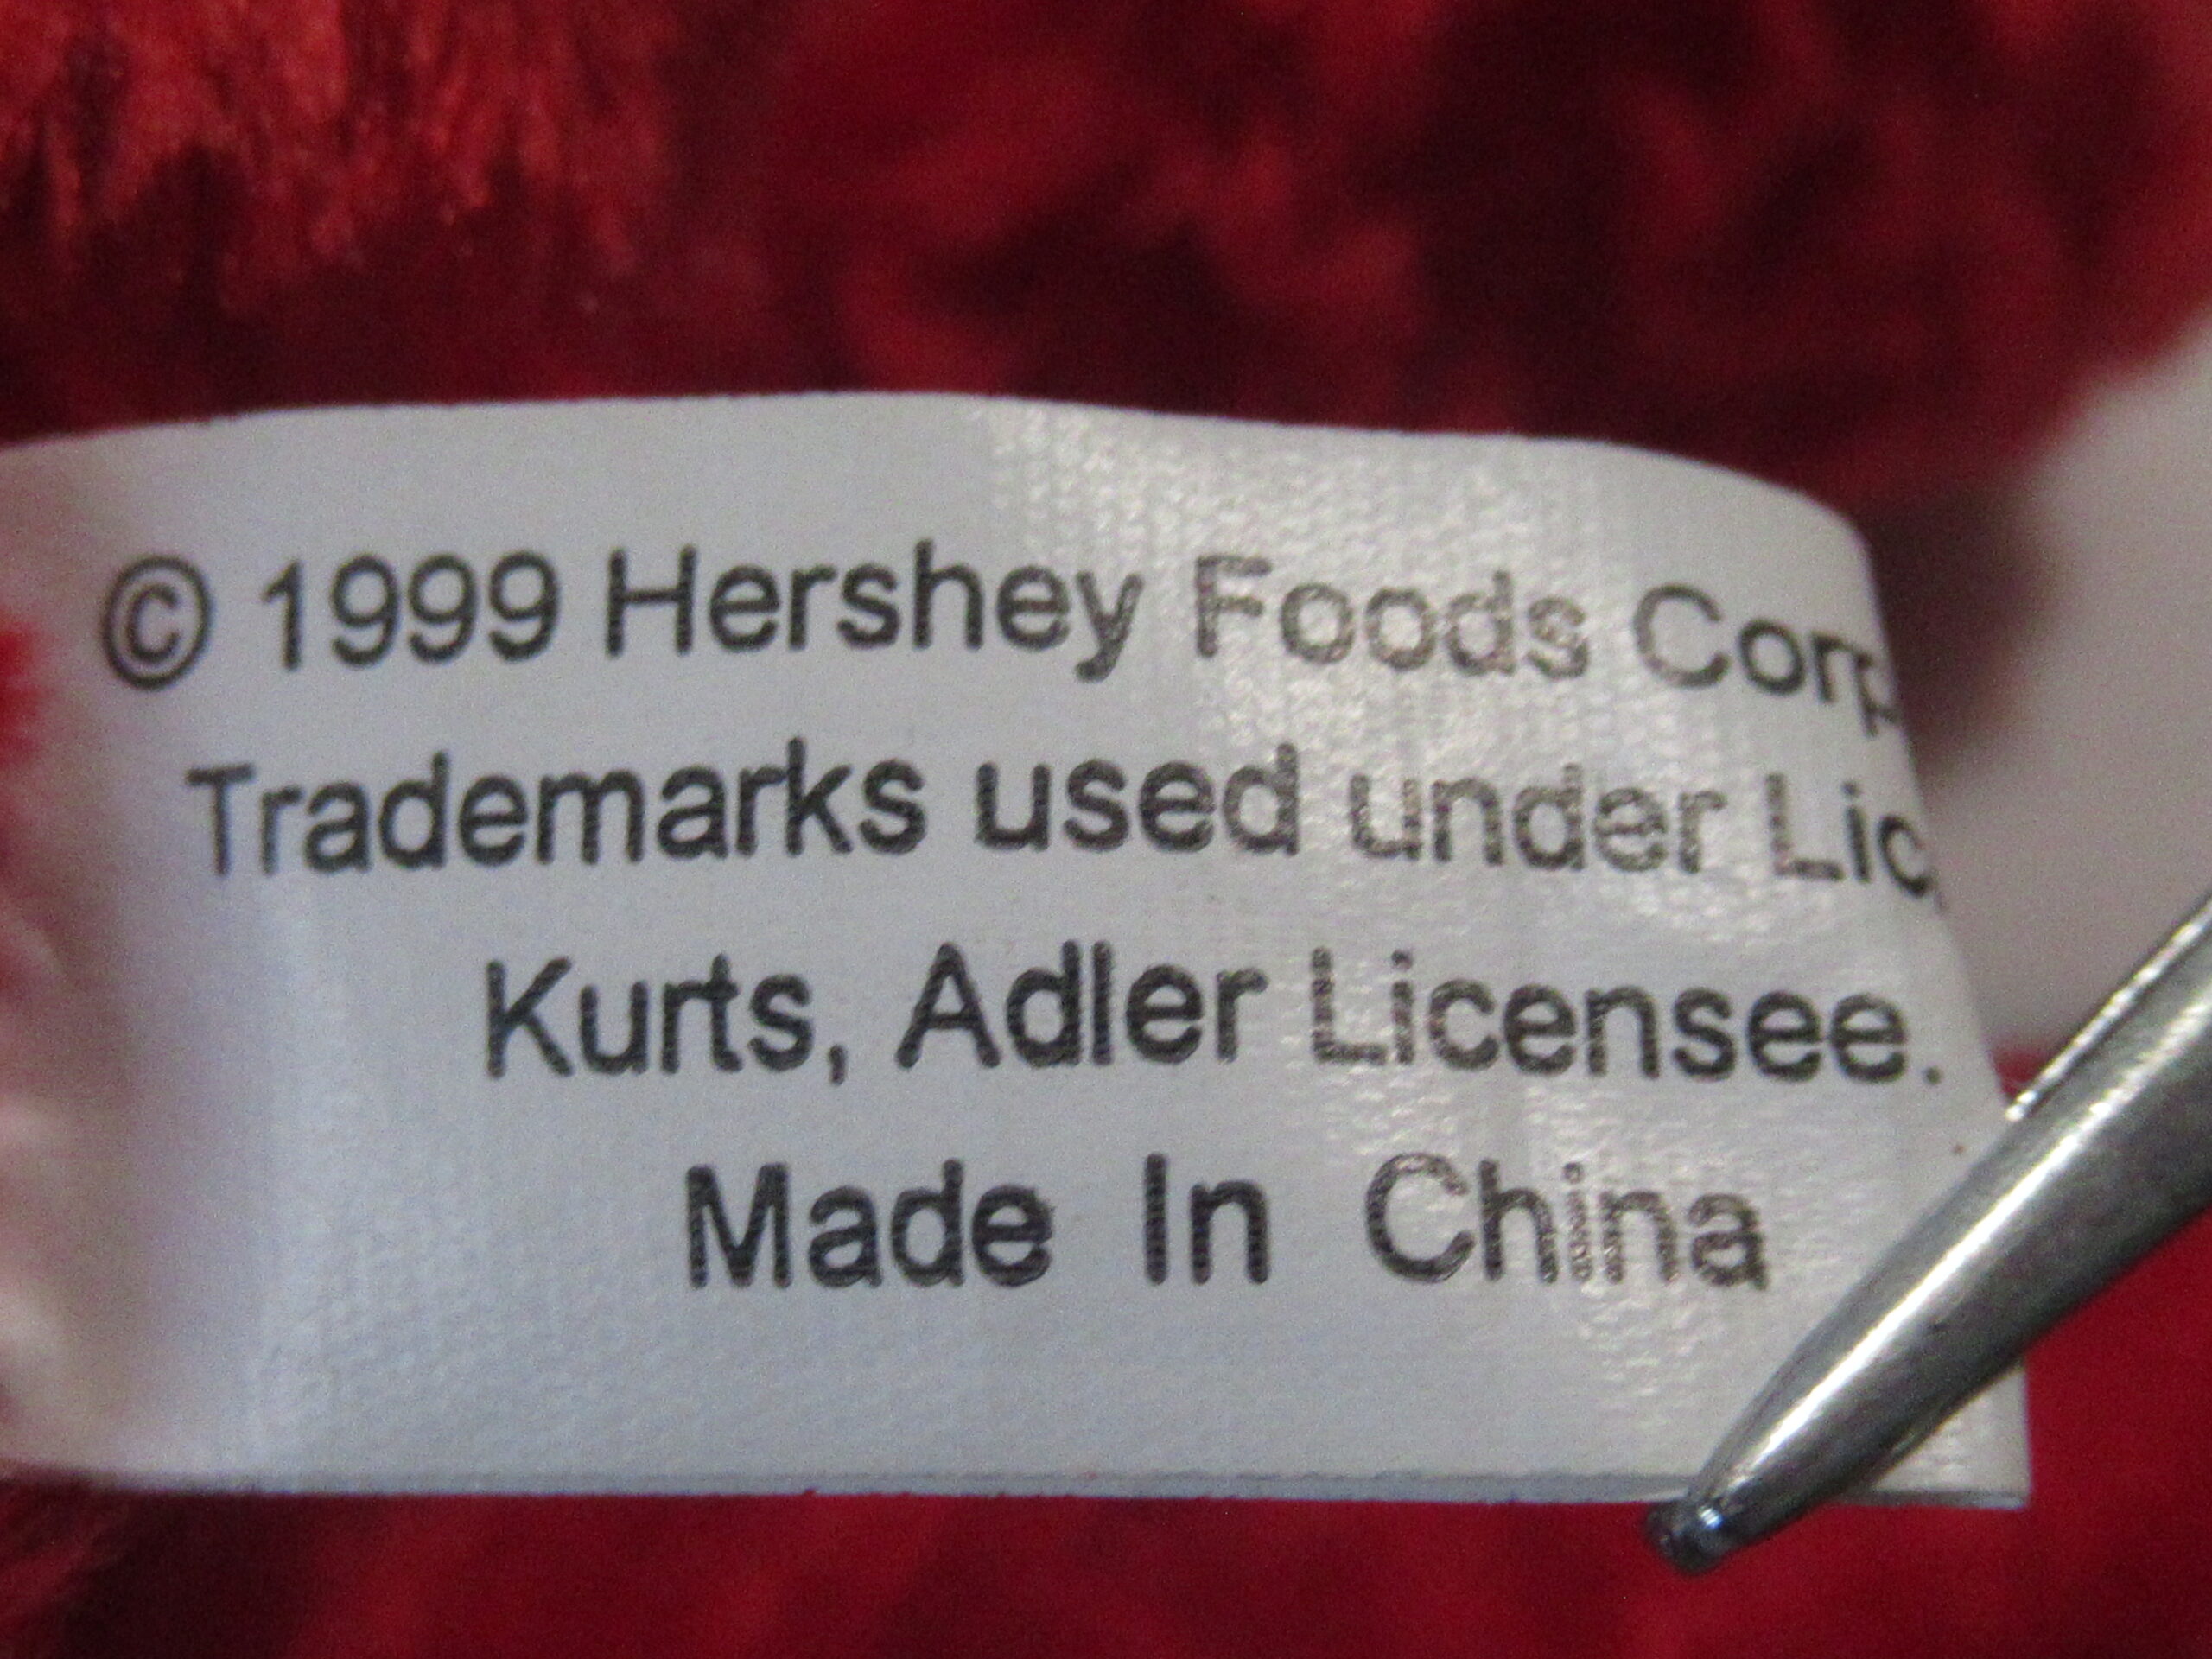 © 1999 Hershey Foods Corp
Trademarks used under Lic
Kurts, Adler Licensee.
Made In China